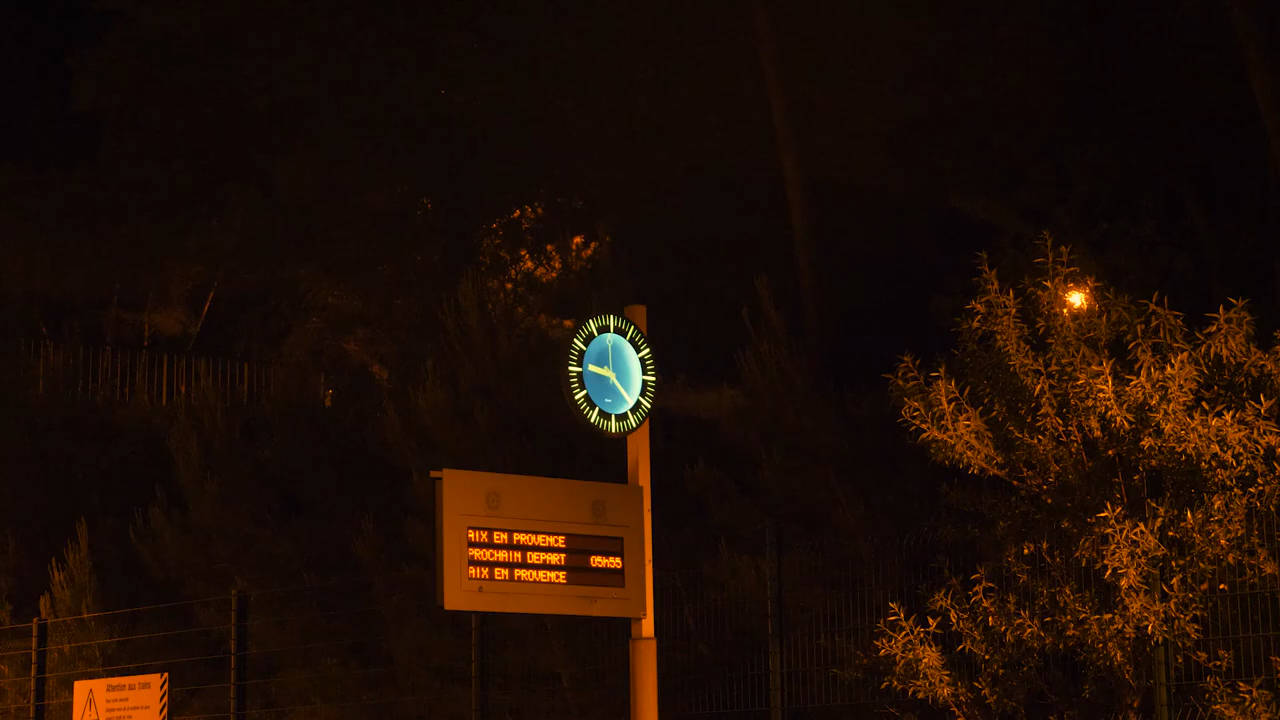 AIX EN PROVENCE
PROCHAIN DEPART 05h55
AIX EN PROVENCE
Attention aux trains